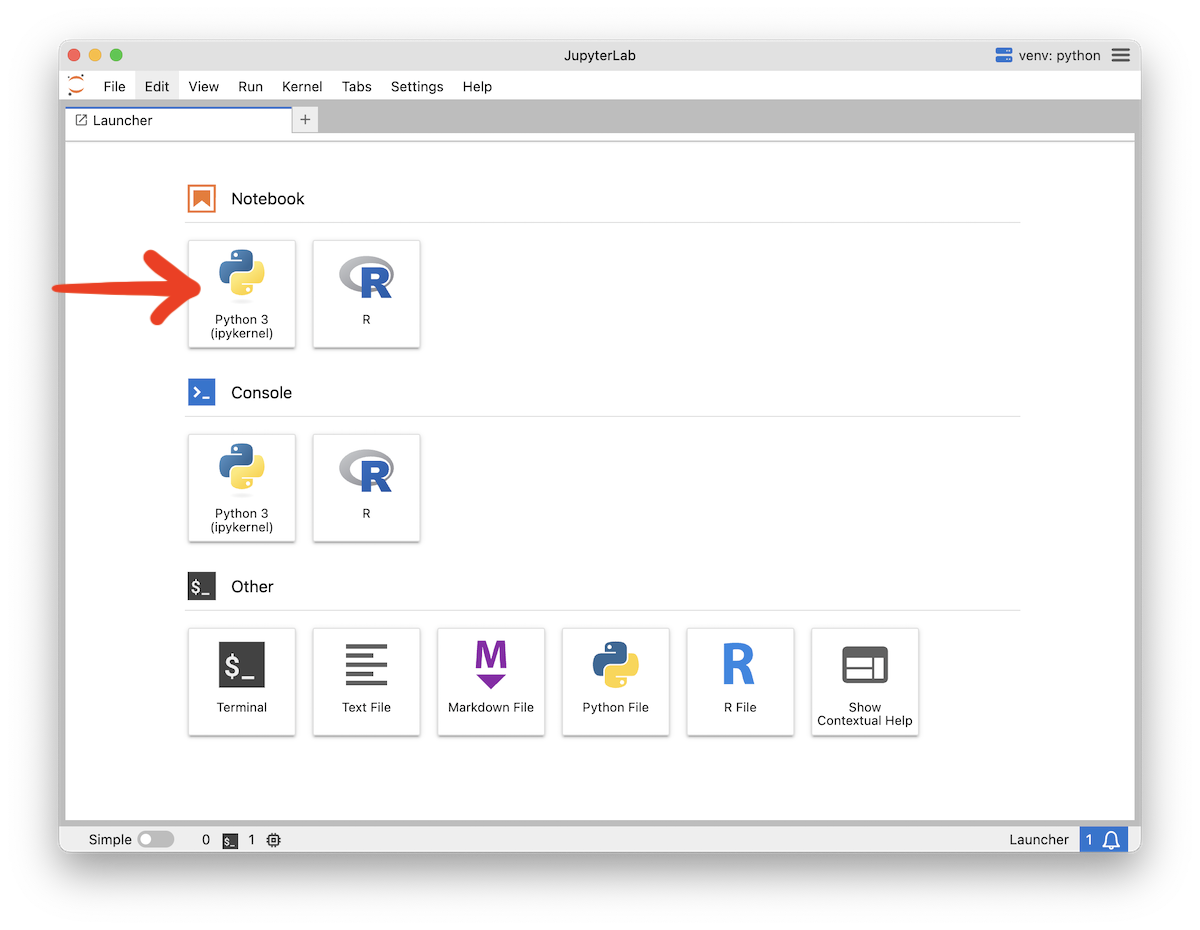 JupyterLab
venv: python
File Edit View Run Kernel Tabs Settings Help
Launcher +
Notebook
Python 3
(ipykernel)
R
R
Console
>_
Python 3
(ipykernel)
R
R
$_
Other
$_
Terminal
Text File
M
Markdown File
Python File
R
R File
Show
Contextual Help
Simple 0 $_ 1
Launcher 1